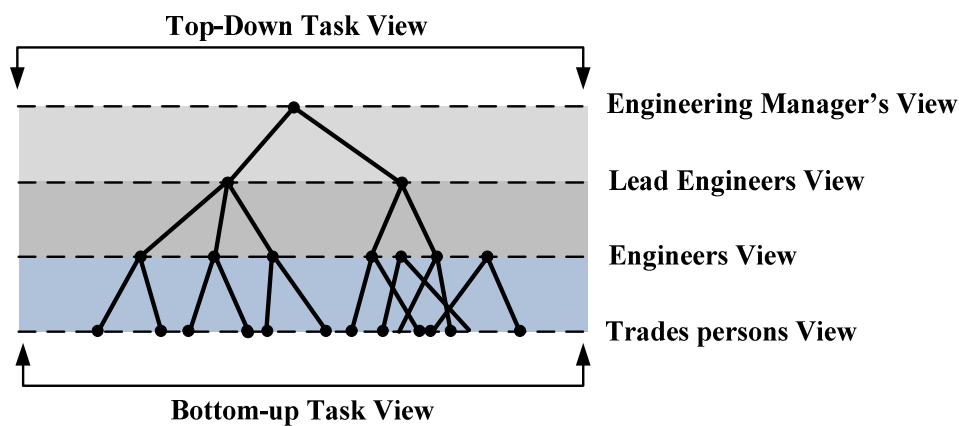 Top-Down Task View
Engineering Manager’s View
Lead Engineers View
Engineers View
Trades persons View
Bottom-up Task View